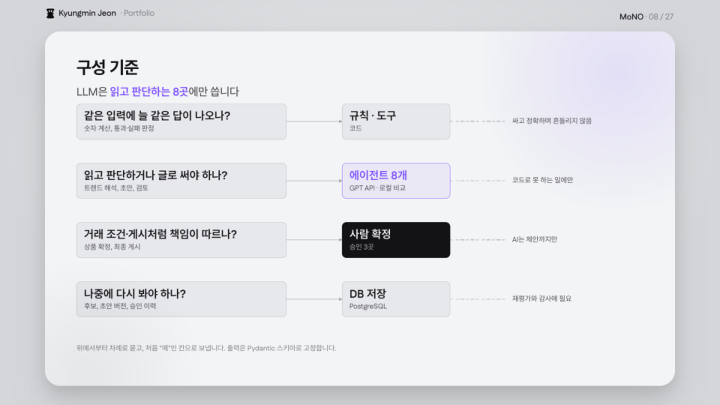 Kyungmin Jeon · Portfolio
MoNO · 08 / 27
구성 기준
LLM은 읽고 판단하는 8곳에만 씁니다
같은 입력에 늘 같은 답이 나오나?
숫자 계산, 통과·실패 판정
규칙 · 도구
코드
싸고 정확하며 흔들리지 않음
읽고 판단하거나 글로 써야 하나?
트렌드 해석, 초안, 검토
에이전트 8개
GPT API · 로컬 비교
코드로 못 하는 일에만
거래 조건·게시처럼 책임이 따르나?
상품 확정, 최종 게시
사람 확정
승인 3곳
AI는 제안까지만
나중에 다시 봐야 하나?
후보, 초안 버전, 승인 이력
DB 저장
PostgreSQL
재평가와 감사에 필요
위에서부터 차례로 묻고, 처음 "예"인 칸으로 보냅니다. 출력은 Pydantic 스키마로 고정합니다.